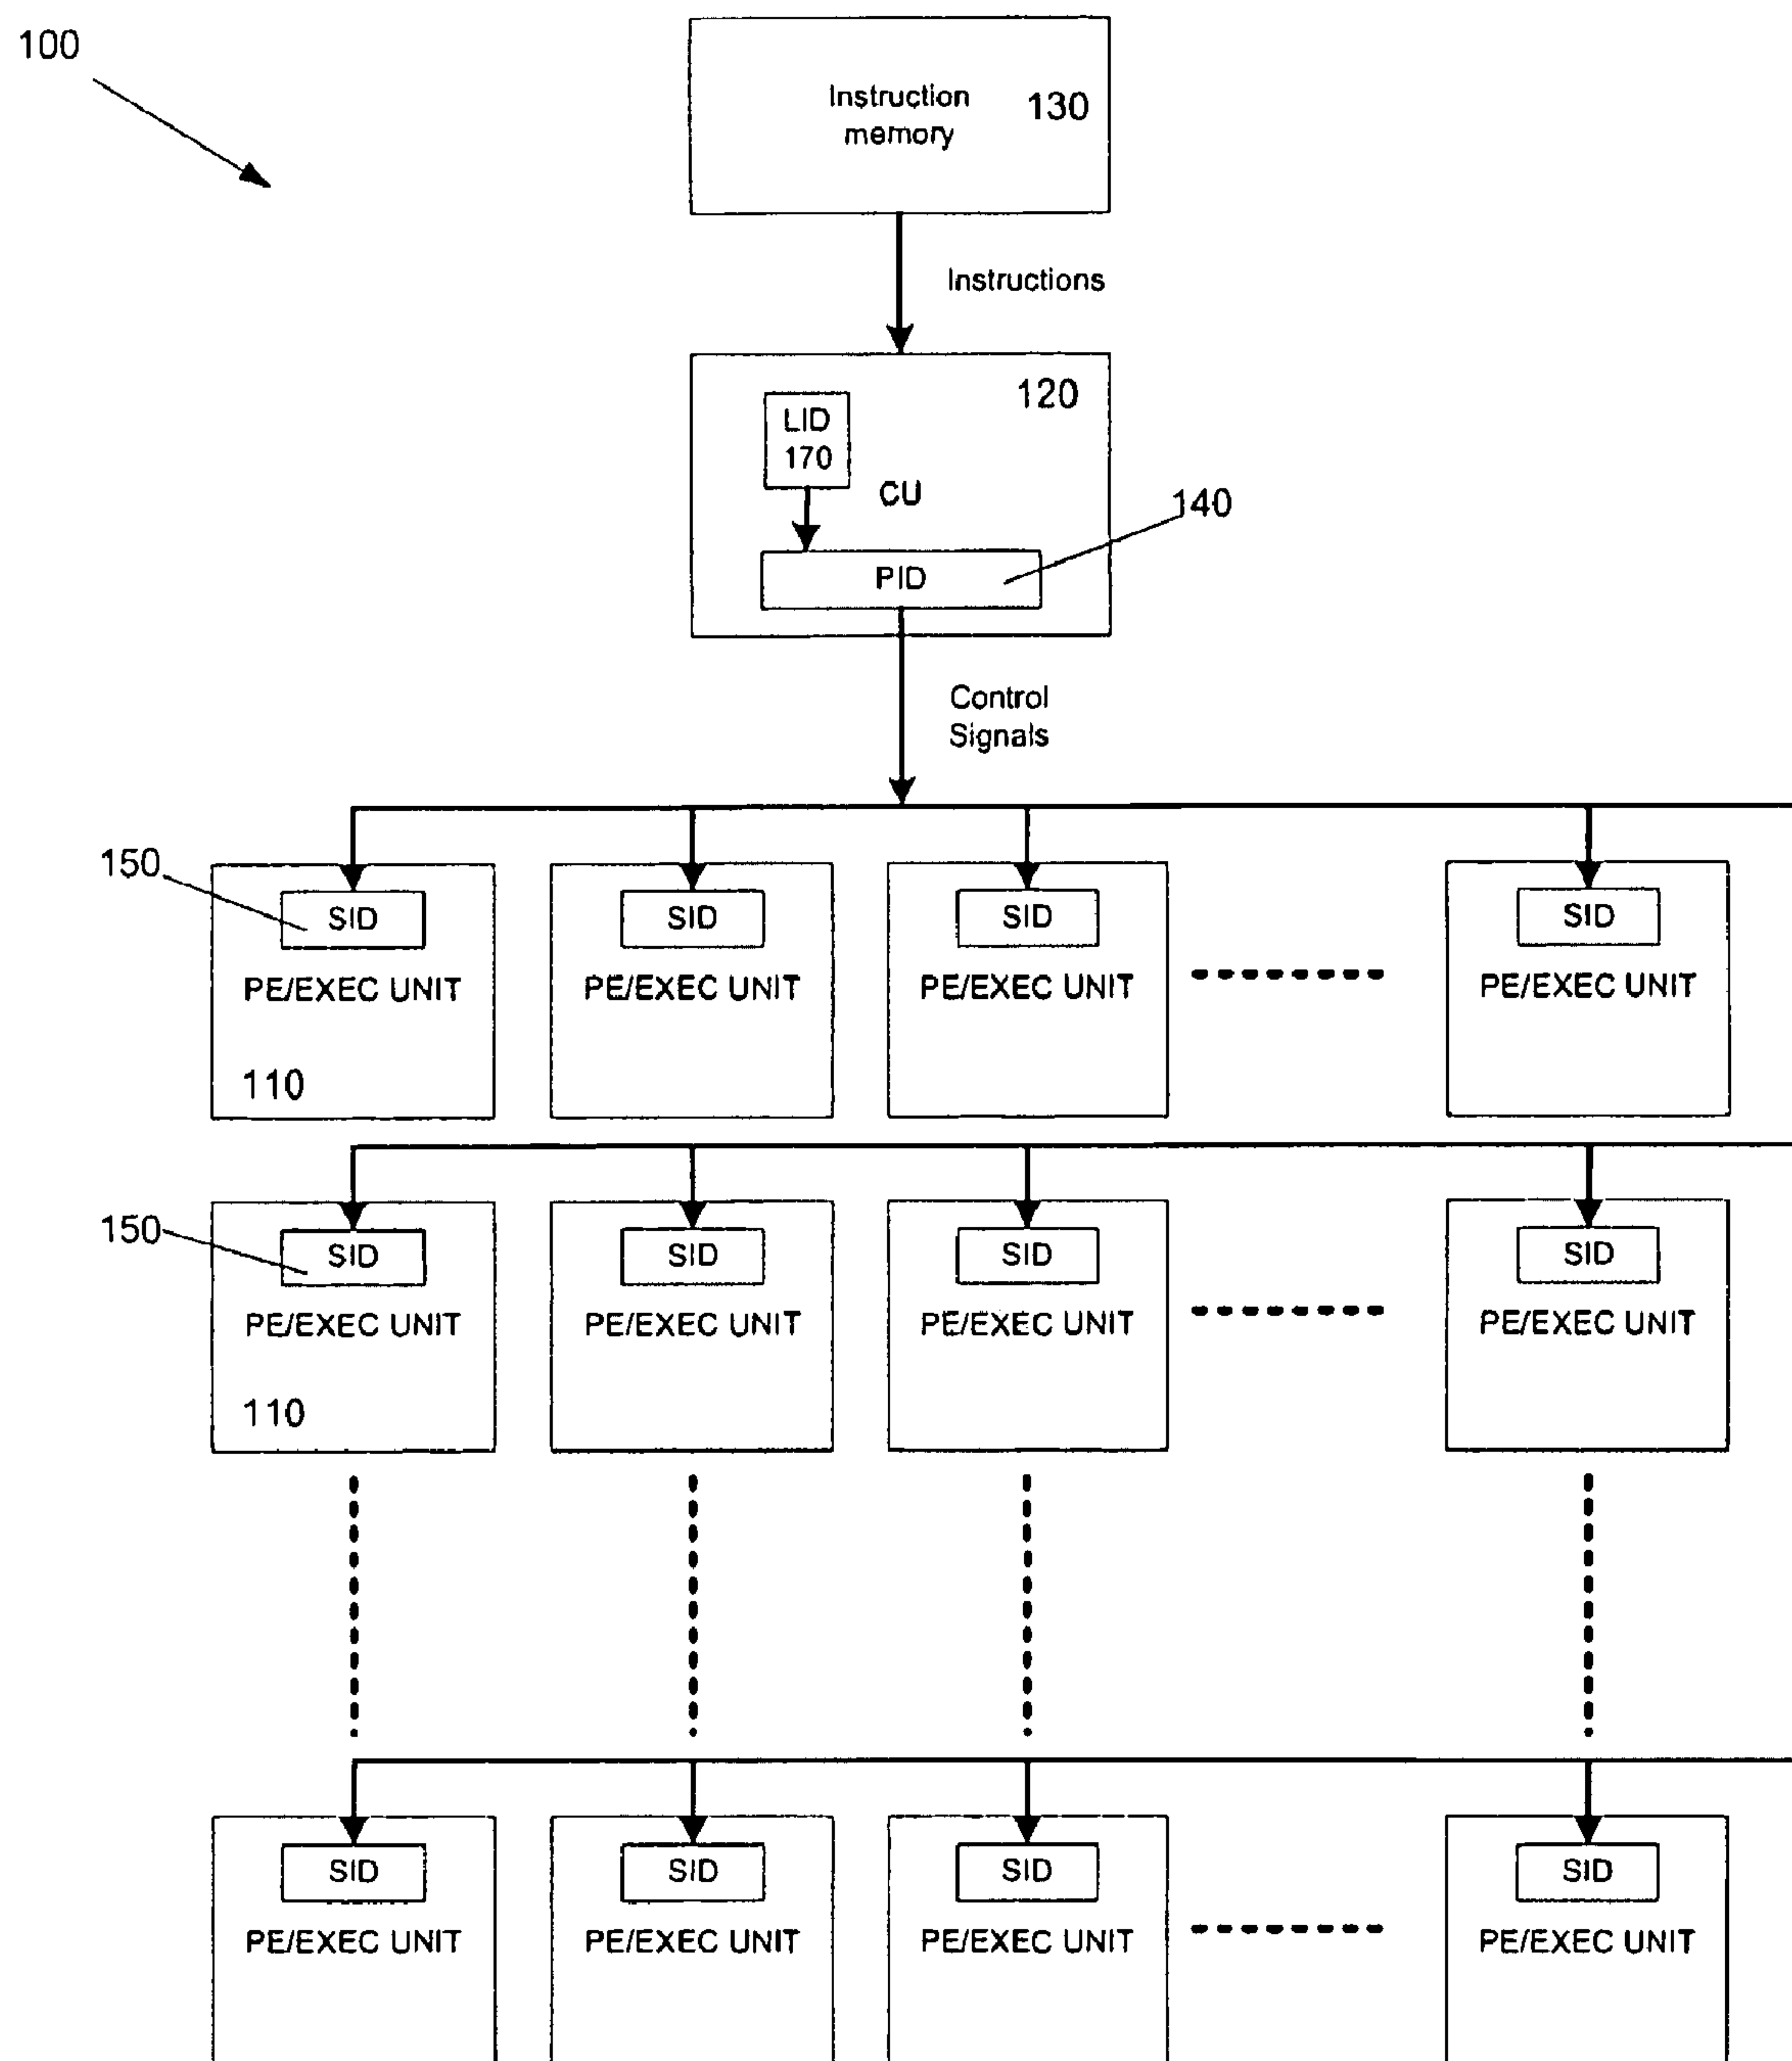 100
Instruction
memory
130
Instructions
120
LID
170
CU
140
PID
Control
Signals
150
SID SID SID SID
PE/EXEC UNIT PE/EXEC UNIT PE/EXEC UNIT PE/EXEC UNIT
110
150
SID SID SID SID
PE/EXEC UNIT PE/EXEC UNIT PE/EXEC UNIT PE/EXEC UNIT
110
SID SID SID SID
PE/EXEC UNIT PE/EXEC UNIT PE/EXEC UNIT PE/EXEC UNIT